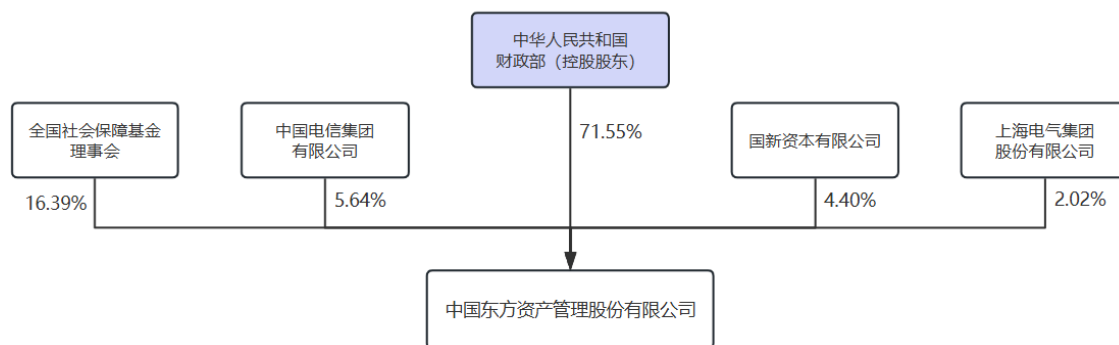 中华人民共和国
财政部（控股股东）
全国社会保障基金
理事会
中国电信集团
有限公司
国新资本有限公司
上海电气集团
股份有限公司
16.39%
5.64%
71.55%
4.40%
2.02%
中国东方资产管理股份有限公司